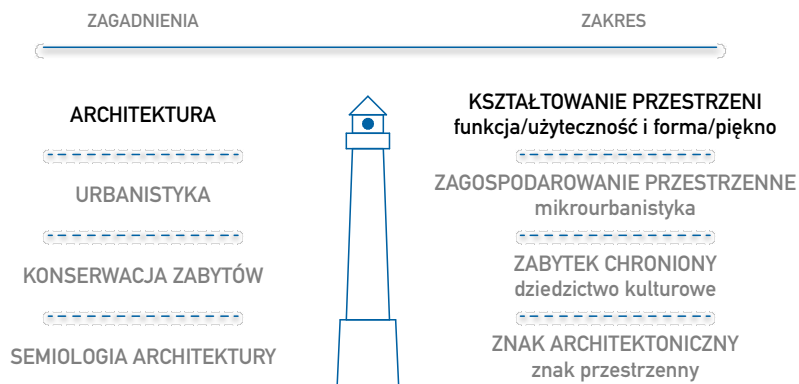 ZAGADNIENIA
ZAKRES
ARCHITEKTURA
KSZTAŁTOWANIE PRZESTRZENI
funkcja/użyteczność i forma/piękno
URBANISTYKA
ZAGOSPODAROWANIE PRZESTRZENNE
mikrourbanistyka
KONSERWACJA ZABYTÓW
ZABYTEK CHRONIONY
dziedzictwo kulturowe
SEMIOLOGIA ARCHITEKTURY
ZNAK ARCHITEKTONICZNY
znak przestrzenny